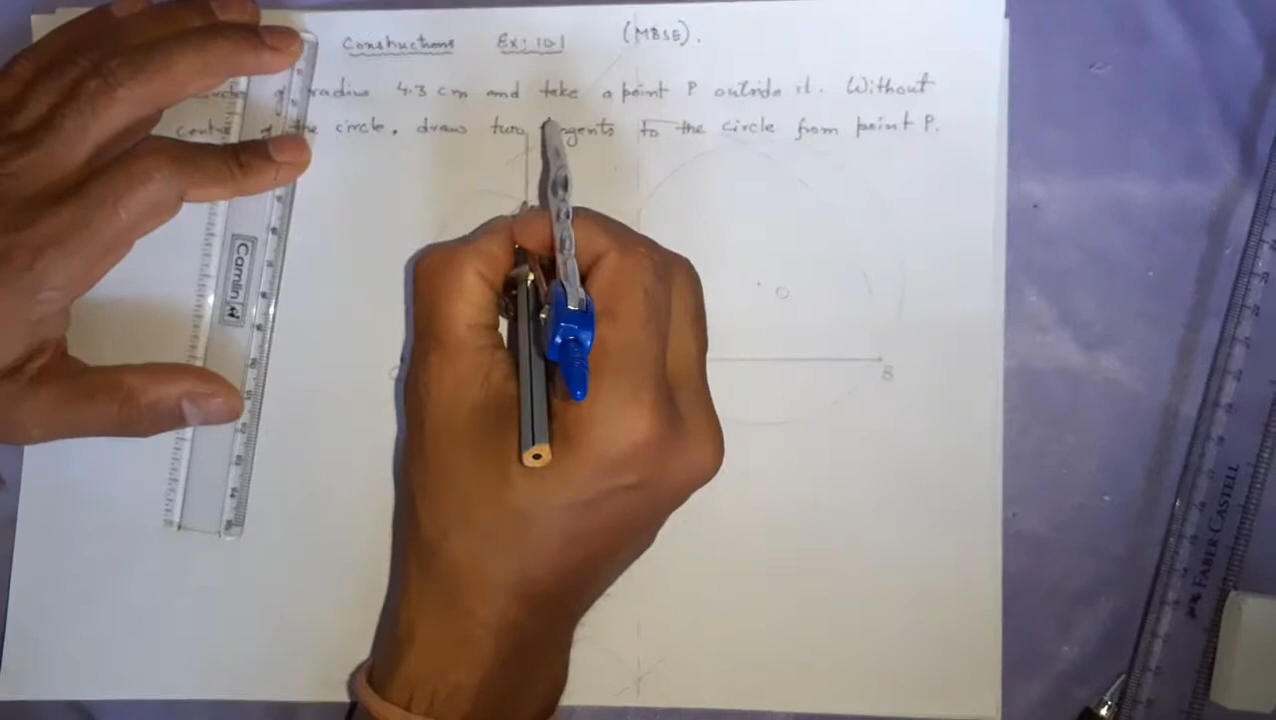 Constructions Ex: 10.1 (MBSE).
radius 4.3 cm and take a point P outside it. Without
the circle, draw two tangents to the circle from point P.
O
B
Camlin
FABER-CASTELL